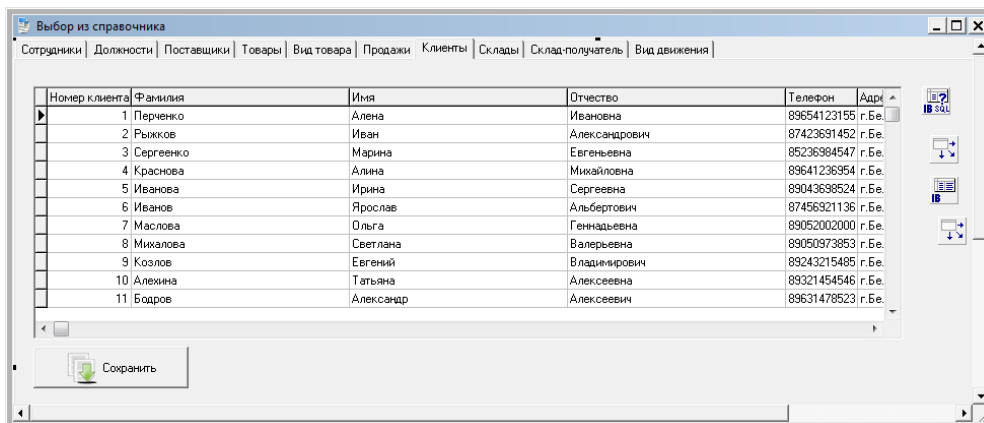 Выбор из справочника
Сотрудники Должности Поставщики Товары Вид товара Продажи Клиенты Склады Склад-получатель Вид движения
Номер клиента Фамилия Имя Отчество Телефон Адре
1 Перченко Алена Ивановна 89654123155 г.Бе.
2 Рыжков Иван Александрович 87423691452 г.Бе.
3 Сергеенко Марина Евгеньевна 85236984547 г.Бе.
4 Краснова Алина Михайловна 89641236954 г.Бе.
5 Иванова Ирина Сергеевна 89043698524 г.Бе.
6 Иванов Ярослав Альбертович 87456921136 г.Бе.
7 Маслова Ольга Геннадьевна 89052002000 г.Бе.
8 Михалова Светлана Валерьевна 89050973853 г.Бе.
9 Козлов Евгений Владимирович 89243215485 г.Бе.
10 Алехина Татьяна Алексеевна 89321454546 г.Бе.
11 Бодров Александр Алексеевич 89631478523 г.Бе.
IB SQL
IB
Сохранить